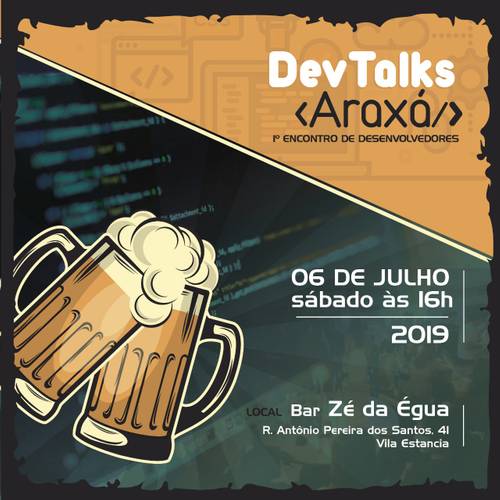 DevTalks
<Araxá/>
1º ENCONTRO DE DESENVOLVEDORES
06 DE JULHO
sábado às 16h
2019
LOCAL Bar Zé da Égua
R. Antônio Pereira dos Santos, 41
Vila Estancia